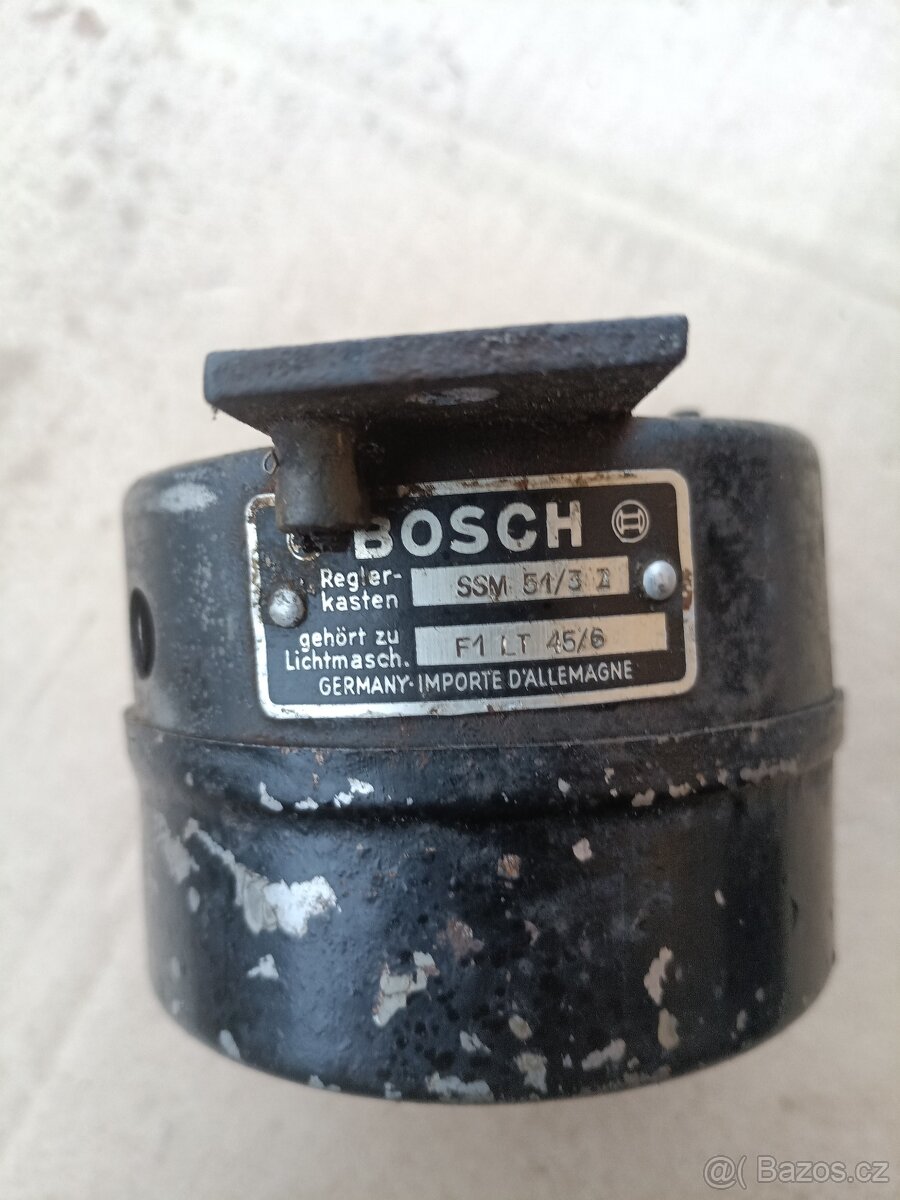 BOSCH
Regler-
kasten SSM 51/3 Z
gehört zu
Lichtmasch. F1 LT 45/6
GERMANY-IMPORTE D'ALLEMAGNE
@( Bazos.cz